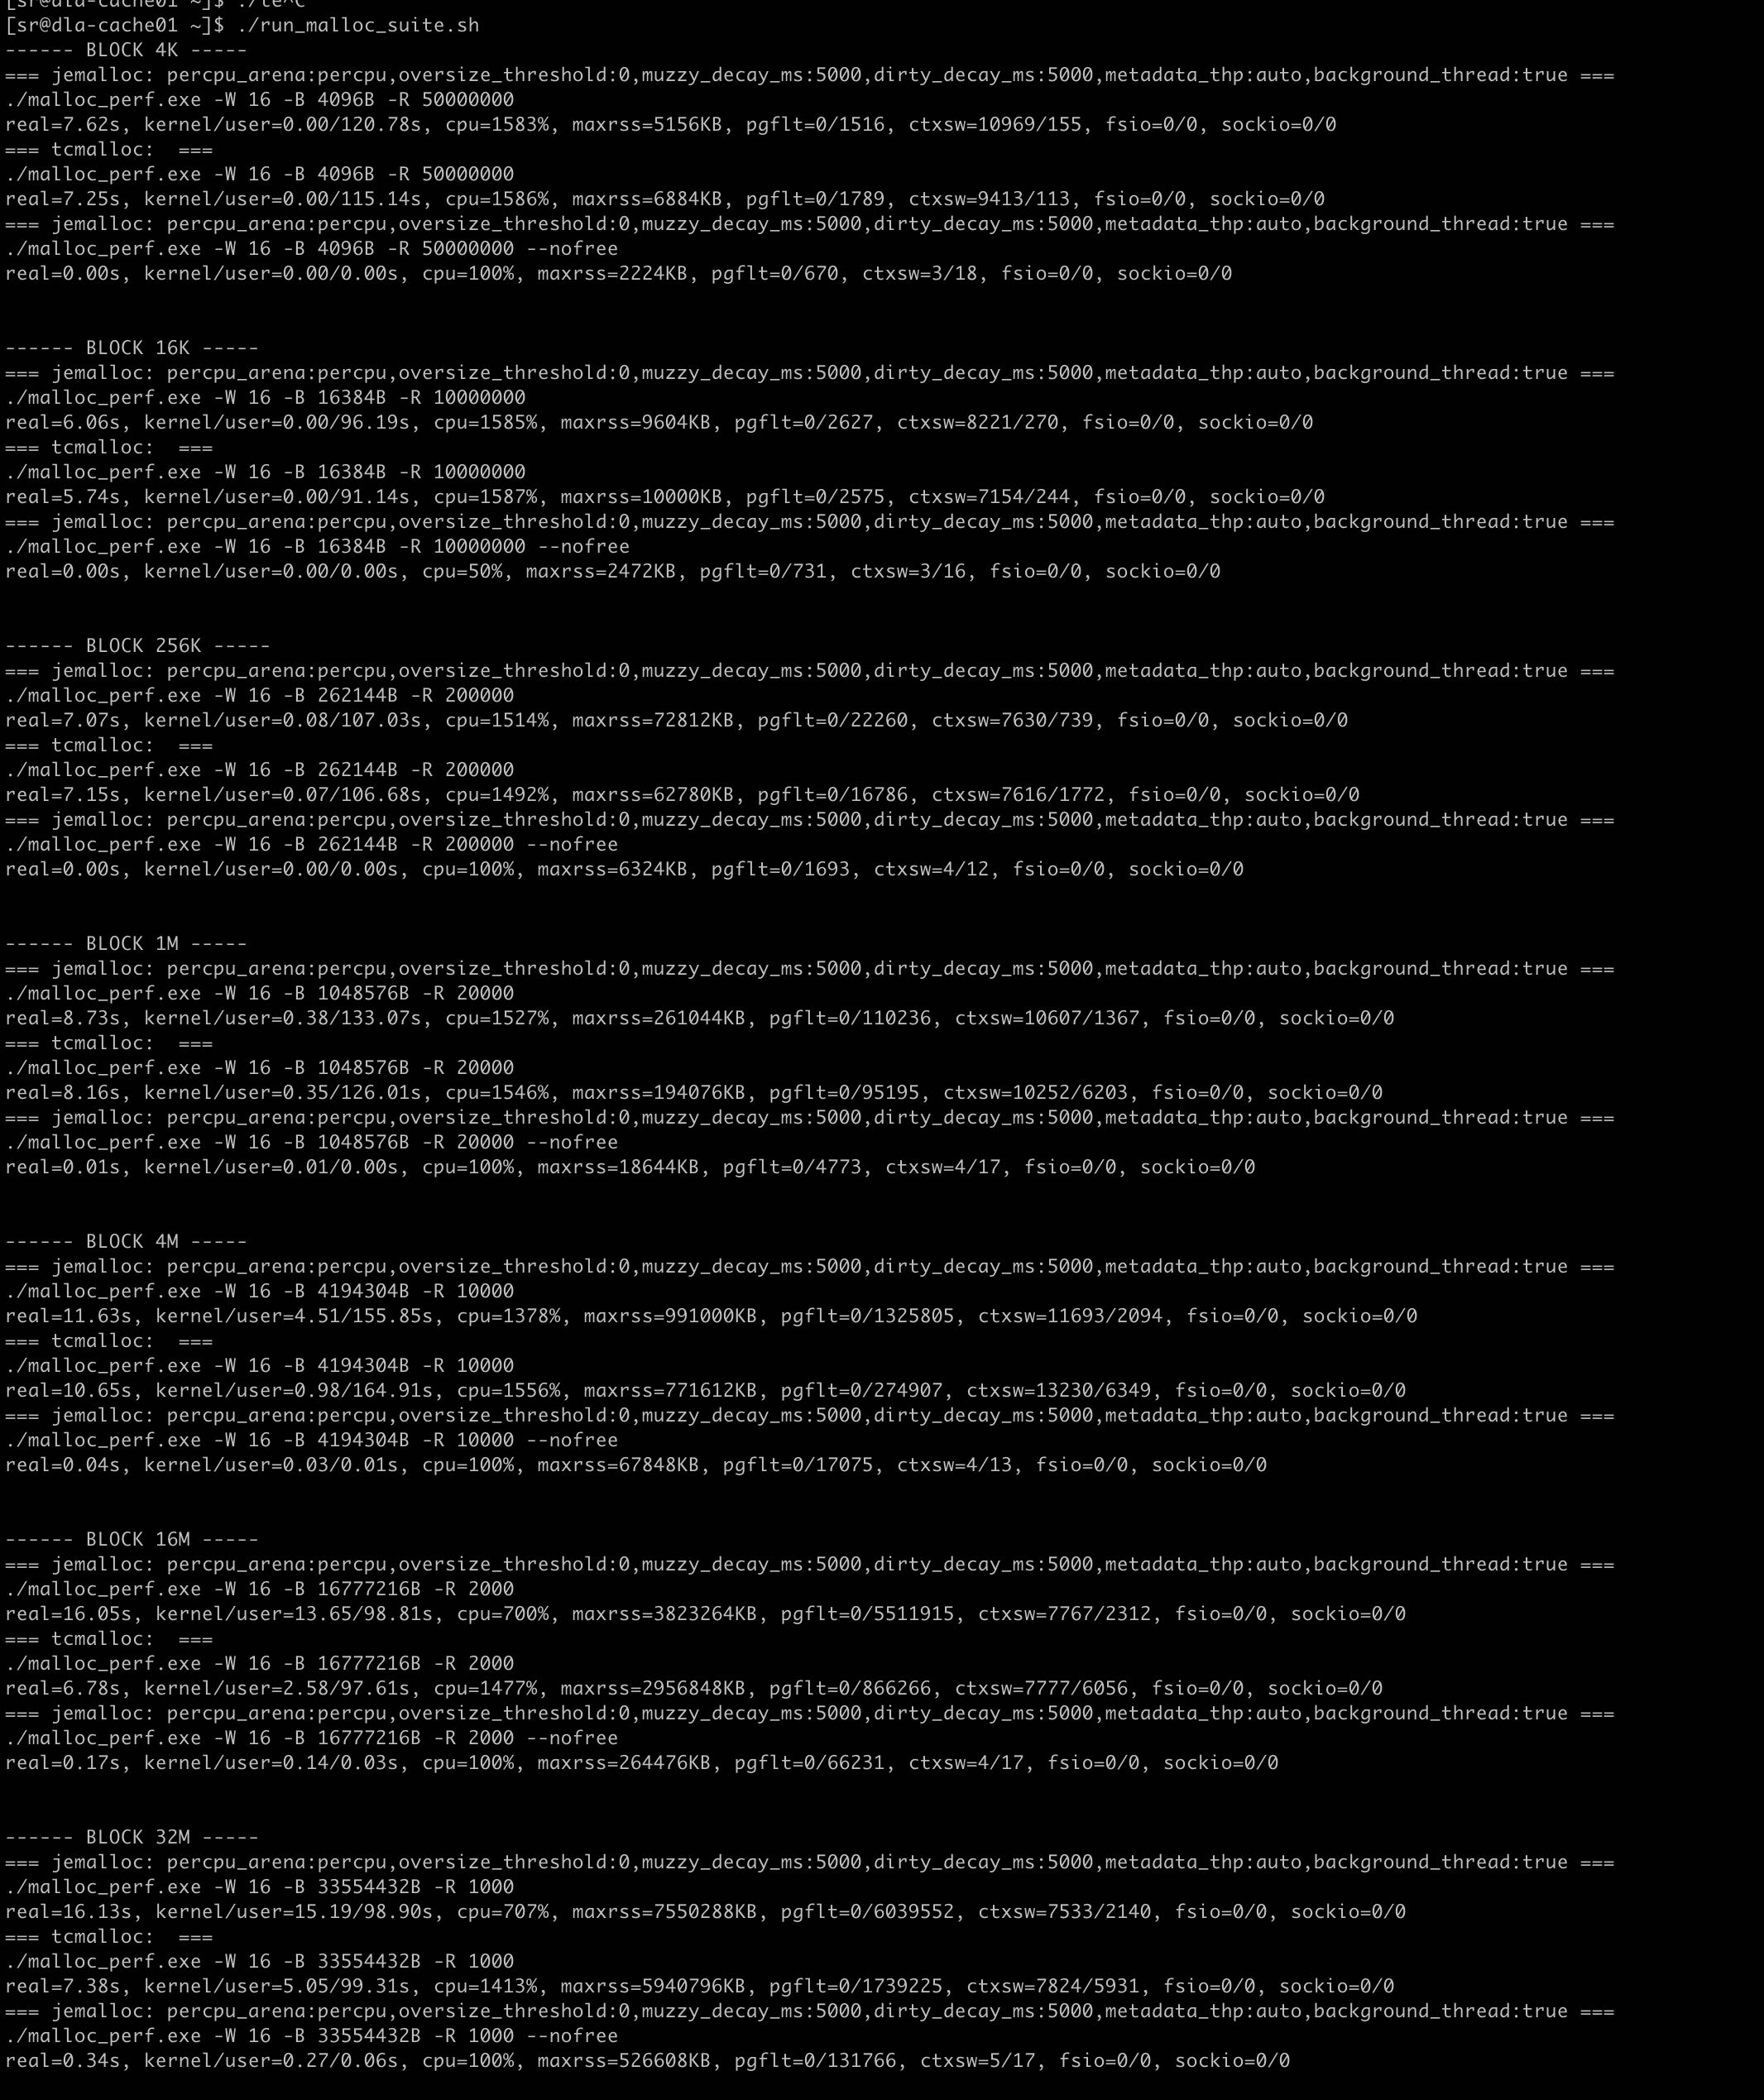 [sr@dla-cache01 ~]$ ./te^C
[sr@dla-cache01 ~]$ ./run_malloc_suite.sh
------ BLOCK 4K -----
=== jemalloc: percpu_arena:percpu,oversize_threshold:0,muzzy_decay_ms:5000,dirty_decay_ms:5000,metadata_thp:auto,background_thread:true ===
./malloc_perf.exe -W 16 -B 4096B -R 50000000
real=7.62s, kernel/user=0.00/120.78s, cpu=1583%, maxrss=5156KB, pgflt=0/1516, ctxsw=10969/155, fsio=0/0, sockio=0/0
=== tcmalloc:  ===
./malloc_perf.exe -W 16 -B 4096B -R 50000000
real=7.25s, kernel/user=0.00/115.14s, cpu=1586%, maxrss=6884KB, pgflt=0/1789, ctxsw=9413/113, fsio=0/0, sockio=0/0
=== jemalloc: percpu_arena:percpu,oversize_threshold:0,muzzy_decay_ms:5000,dirty_decay_ms:5000,metadata_thp:auto,background_thread:true ===
./malloc_perf.exe -W 16 -B 4096B -R 50000000 --nofree
real=0.00s, kernel/user=0.00/0.00s, cpu=100%, maxrss=2224KB, pgflt=0/670, ctxsw=3/18, fsio=0/0, sockio=0/0
------ BLOCK 16K -----
=== jemalloc: percpu_arena:percpu,oversize_threshold:0,muzzy_decay_ms:5000,dirty_decay_ms:5000,metadata_thp:auto,background_thread:true ===
./malloc_perf.exe -W 16 -B 16384B -R 10000000
real=6.06s, kernel/user=0.00/96.19s, cpu=1585%, maxrss=9604KB, pgflt=0/2627, ctxsw=8221/270, fsio=0/0, sockio=0/0
=== tcmalloc:  ===
./malloc_perf.exe -W 16 -B 16384B -R 10000000
real=5.74s, kernel/user=0.00/91.14s, cpu=1587%, maxrss=10000KB, pgflt=0/2575, ctxsw=7154/244, fsio=0/0, sockio=0/0
=== jemalloc: percpu_arena:percpu,oversize_threshold:0,muzzy_decay_ms:5000,dirty_decay_ms:5000,metadata_thp:auto,background_thread:true ===
./malloc_perf.exe -W 16 -B 16384B -R 10000000 --nofree
real=0.00s, kernel/user=0.00/0.00s, cpu=50%, maxrss=2472KB, pgflt=0/731, ctxsw=3/16, fsio=0/0, sockio=0/0
------ BLOCK 256K -----
=== jemalloc: percpu_arena:percpu,oversize_threshold:0,muzzy_decay_ms:5000,dirty_decay_ms:5000,metadata_thp:auto,background_thread:true ===
./malloc_perf.exe -W 16 -B 262144B -R 200000
real=7.07s, kernel/user=0.08/107.03s, cpu=1514%, maxrss=72812KB, pgflt=0/22260, ctxsw=7630/739, fsio=0/0, sockio=0/0
=== tcmalloc:  ===
./malloc_perf.exe -W 16 -B 262144B -R 200000
real=7.15s, kernel/user=0.07/106.68s, cpu=1492%, maxrss=62780KB, pgflt=0/16786, ctxsw=7616/1772, fsio=0/0, sockio=0/0
=== jemalloc: percpu_arena:percpu,oversize_threshold:0,muzzy_decay_ms:5000,dirty_decay_ms:5000,metadata_thp:auto,background_thread:true ===
./malloc_perf.exe -W 16 -B 262144B -R 200000 --nofree
real=0.00s, kernel/user=0.00/0.00s, cpu=100%, maxrss=6324KB, pgflt=0/1693, ctxsw=4/12, fsio=0/0, sockio=0/0
------ BLOCK 1M -----
=== jemalloc: percpu_arena:percpu,oversize_threshold:0,muzzy_decay_ms:5000,dirty_decay_ms:5000,metadata_thp:auto,background_thread:true ===
./malloc_perf.exe -W 16 -B 1048576B -R 20000
real=8.73s, kernel/user=0.38/133.07s, cpu=1527%, maxrss=261044KB, pgflt=0/110236, ctxsw=10607/1367, fsio=0/0, sockio=0/0
=== tcmalloc:  ===
./malloc_perf.exe -W 16 -B 1048576B -R 20000
real=8.16s, kernel/user=0.35/126.01s, cpu=1546%, maxrss=194076KB, pgflt=0/95195, ctxsw=10252/6203, fsio=0/0, sockio=0/0
=== jemalloc: percpu_arena:percpu,oversize_threshold:0,muzzy_decay_ms:5000,dirty_decay_ms:5000,metadata_thp:auto,background_thread:true ===
./malloc_perf.exe -W 16 -B 1048576B -R 20000 --nofree
real=0.01s, kernel/user=0.01/0.00s, cpu=100%, maxrss=18644KB, pgflt=0/4773, ctxsw=4/17, fsio=0/0, sockio=0/0
------ BLOCK 4M -----
=== jemalloc: percpu_arena:percpu,oversize_threshold:0,muzzy_decay_ms:5000,dirty_decay_ms:5000,metadata_thp:auto,background_thread:true ===
./malloc_perf.exe -W 16 -B 4194304B -R 10000
real=11.63s, kernel/user=4.51/155.85s, cpu=1378%, maxrss=991000KB, pgflt=0/1325805, ctxsw=11693/2094, fsio=0/0, sockio=0/0
=== tcmalloc:  ===
./malloc_perf.exe -W 16 -B 4194304B -R 10000
real=10.65s, kernel/user=0.98/164.91s, cpu=1556%, maxrss=771612KB, pgflt=0/274907, ctxsw=13230/6349, fsio=0/0, sockio=0/0
=== jemalloc: percpu_arena:percpu,oversize_threshold:0,muzzy_decay_ms:5000,dirty_decay_ms:5000,metadata_thp:auto,background_thread:true ===
./malloc_perf.exe -W 16 -B 4194304B -R 10000 --nofree
real=0.04s, kernel/user=0.03/0.01s, cpu=100%, maxrss=67848KB, pgflt=0/17075, ctxsw=4/13, fsio=0/0, sockio=0/0
------ BLOCK 16M -----
=== jemalloc: percpu_arena:percpu,oversize_threshold:0,muzzy_decay_ms:5000,dirty_decay_ms:5000,metadata_thp:auto,background_thread:true ===
./malloc_perf.exe -W 16 -B 16777216B -R 2000
real=16.05s, kernel/user=13.65/98.81s, cpu=700%, maxrss=3823264KB, pgflt=0/5511915, ctxsw=7767/2312, fsio=0/0, sockio=0/0
=== tcmalloc:  ===
./malloc_perf.exe -W 16 -B 16777216B -R 2000
real=6.78s, kernel/user=2.58/97.61s, cpu=1477%, maxrss=2956848KB, pgflt=0/866266, ctxsw=7777/6056, fsio=0/0, sockio=0/0
=== jemalloc: percpu_arena:percpu,oversize_threshold:0,muzzy_decay_ms:5000,dirty_decay_ms:5000,metadata_thp:auto,background_thread:true ===
./malloc_perf.exe -W 16 -B 16777216B -R 2000 --nofree
real=0.17s, kernel/user=0.14/0.03s, cpu=100%, maxrss=264476KB, pgflt=0/66231, ctxsw=4/17, fsio=0/0, sockio=0/0
------ BLOCK 32M -----
=== jemalloc: percpu_arena:percpu,oversize_threshold:0,muzzy_decay_ms:5000,dirty_decay_ms:5000,metadata_thp:auto,background_thread:true ===
./malloc_perf.exe -W 16 -B 33554432B -R 1000
real=16.13s, kernel/user=15.19/98.90s, cpu=707%, maxrss=7550288KB, pgflt=0/6039552, ctxsw=7533/2140, fsio=0/0, sockio=0/0
=== tcmalloc:  ===
./malloc_perf.exe -W 16 -B 33554432B -R 1000
real=7.38s, kernel/user=5.05/99.31s, cpu=1413%, maxrss=5940796KB, pgflt=0/1739225, ctxsw=7824/5931, fsio=0/0, sockio=0/0
=== jemalloc: percpu_arena:percpu,oversize_threshold:0,muzzy_decay_ms:5000,dirty_decay_ms:5000,metadata_thp:auto,background_thread:true ===
./malloc_perf.exe -W 16 -B 33554432B -R 1000 --nofree
real=0.34s, kernel/user=0.27/0.06s, cpu=100%, maxrss=526608KB, pgflt=0/131766, ctxsw=5/17, fsio=0/0, sockio=0/0